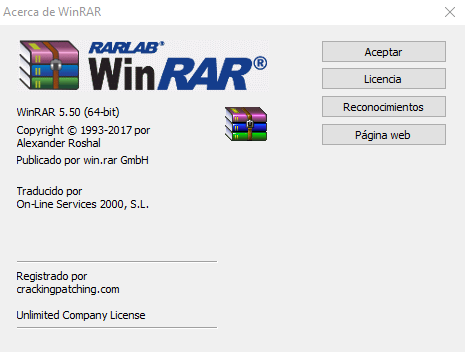 Acerca de WinRAR
RARLAB®
WinRAR®
Aceptar
Licencia
Reconocimientos
Página web
WinRAR 5.50 (64-bit)
Copyright © 1993-2017 por
Alexander Roshal
Publicado por win.rar GmbH
Traducido por
On-Line Services 2000, S.L.
Registrado por
crackingpatching.com
Unlimited Company License